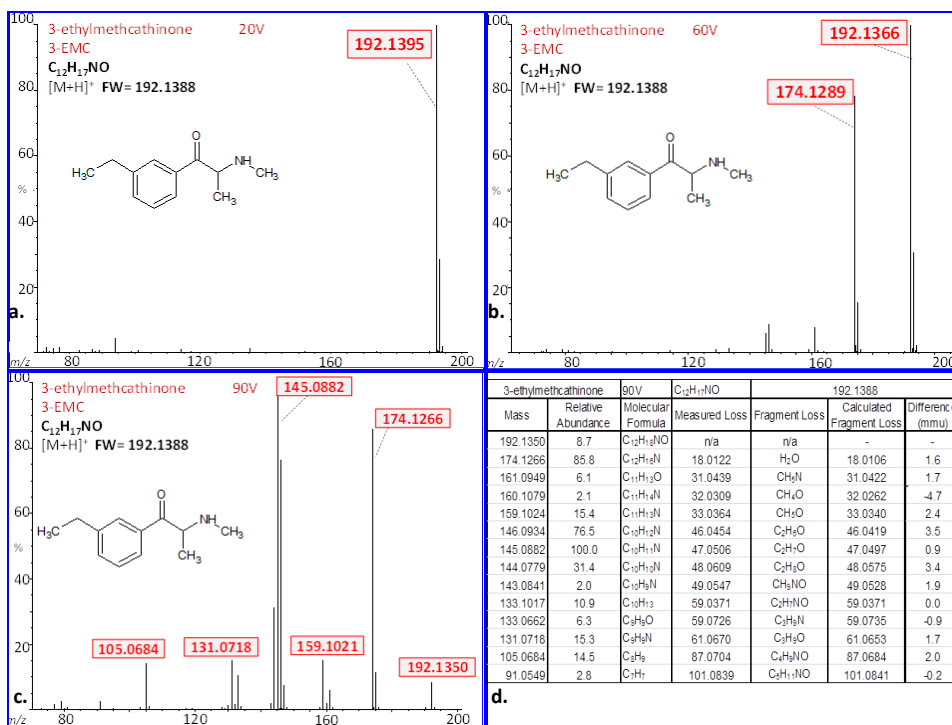 100
3-ethylmethcathinone 20V
3-EMC
C₁₂H₁₇NO
[M+H]⁺ FW= 192.1388
192.1395
80
60
%
40
20
O
NH
CH₃
CH₃
H₃C
a.
m/z 80 120 160 200
100
3-ethylmethcathinone 60V
3-EMC
C₁₂H₁₇NO
[M+H]⁺ FW= 192.1388
192.1366
174.1289
80
60
%
40
20
O
NH
CH₃
CH₃
H₃C
b.
m/z 80 120 160 200
100
3-ethylmethcathinone 90V
3-EMC
C₁₂H₁₇NO
[M+H]⁺ FW= 192.1388
145.0882
174.1266
80
60
%
40
20
O
NH
CH₃
CH₃
H₃C
105.0684
131.0718
159.1021
192.1350
c.
m/z 80 120 160 200
3-ethylmethcathinone 90V C₁₂H₁₇NO 192.1388
Mass Relative Abundance Molecular Formula Measured Loss Fragment Loss Calculated Fragment Loss Difference (mmu)
192.1350 8.7 C₁₂H₁₈NO n/a n/a - -
174.1266 85.8 C₁₂H₁₆N 18.0122 H₂O 18.0106 1.6
161.0949 6.1 C₁₁H₁₃O 31.0439 CH₅N 31.0422 1.7
160.1079 2.1 C₁₁H₁₄N 32.0309 CH₄O 32.0262 -4.7
159.1024 15.4 C₁₁H₁₃N 33.0364 CH₅O 33.0340 2.4
146.0934 76.5 C₁₀H₁₂N 46.0454 C₂H₆O 46.0419 3.5
145.0882 100.0 C₁₀H₁₁N 47.0506 C₂H₇O 47.0497 0.9
144.0779 31.4 C₁₀H₁₀N 48.0609 C₂H₈O 48.0575 3.4
143.0841 2.0 C₁₀H₉N 49.0547 CH₉NO 49.0528 1.9
133.1017 10.9 C₁₀H₁₃ 59.0371 C₂H₇NO 59.0371 0.0
133.0662 6.3 C₉H₉O 59.0726 C₃H₉N 59.0735 -0.9
131.0718 15.3 C₉H₉N 61.0670 C₃H₉O 61.0653 1.7
105.0684 14.5 C₈H₉ 87.0704 C₄H₉NO 87.0684 2.0
91.0549 2.8 C₇H₇ 101.0839 C₅H₁₁NO 101.0841 -0.2
d.